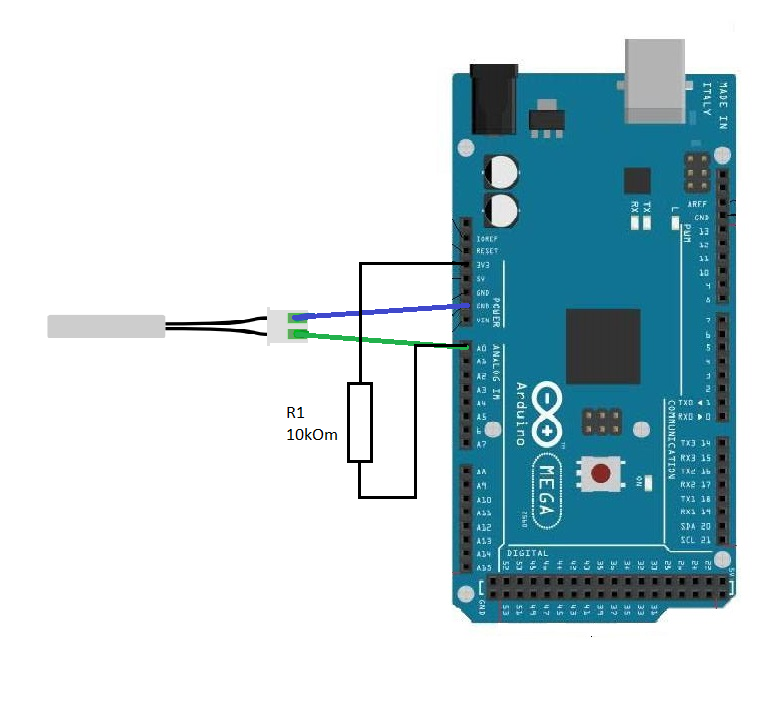 MADE IN
ITALY
AREF
GND
13
12
11
10
9
8
PWM
L
TX
RX
IOREF
RESET
3V3
5V
GND
GND
VIN
POWER
7
6
5
4
3
2
TX0 ◄ 1
RX0 ► 0
A0
A1
A2
A3
A4
A5
A7
ANALOG IN
R1
10kOm
Arduino
TM
MEGA
2560
ON
COMMUNICATION
TX3 14
RX3 15
TX2 16
RX2 17
TX1 18
RX1 19
SDA 20
SCL 21
A8
A9
A10
A11
A12
A13
A14
A15
DIGITAL
5V
GND